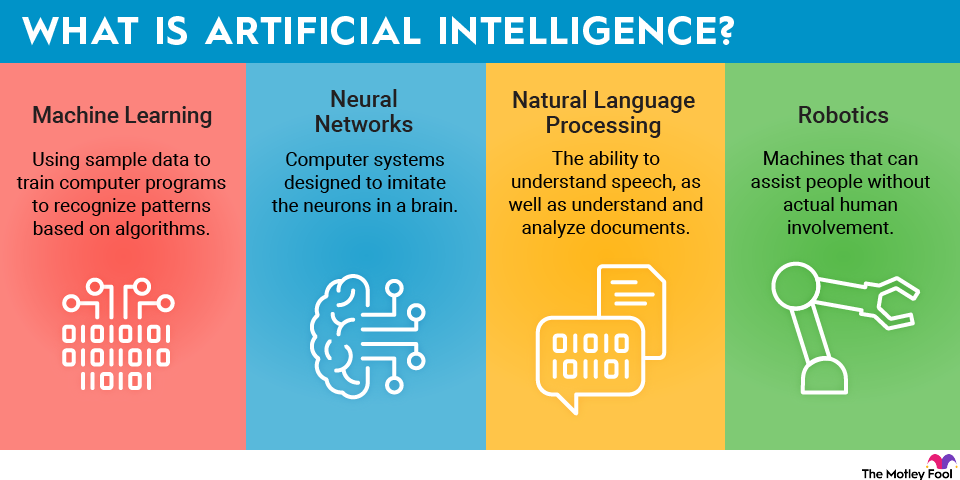 WHAT IS ARTIFICIAL INTELLIGENCE?
Machine Learning
Using sample data to
train computer programs
to recognize patterns
based on algorithms.
01010101
01011010
110101
Neural
Networks
Computer systems
designed to imitate
the neurons in a brain.
Natural Language
Processing
The ability to
understand speech, as
well as understand and
analyze documents.
01010
101101
Robotics
Machines that can
assist people without
actual human
involvement.
The Motley Fool